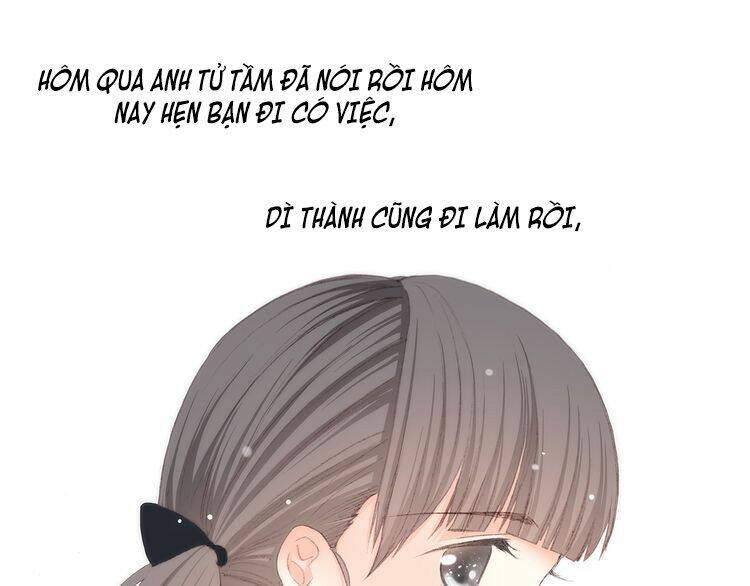 HÔM QUA ANH TỬ TẦM ĐÃ NÓI RỒI HÔM
NAY HẸN BẠN ĐI CÓ VIỆC,
DÌ THÀNH CŨNG ĐI LÀM RỒI,